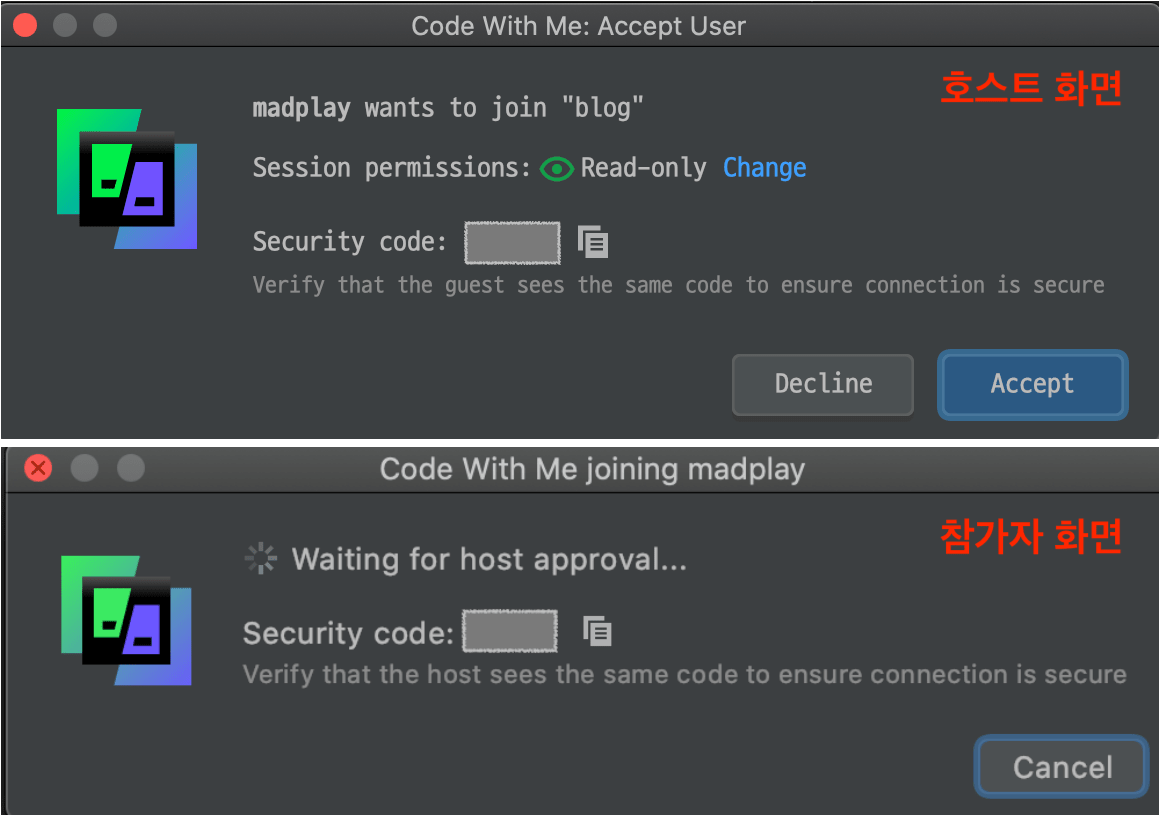 Code With Me: Accept User
호스트 화면
madplay wants to join "blog"
Session permissions: Read-only Change
Security code:
Verify that the guest sees the same code to ensure connection is secure
Decline Accept
Code With Me joining madplay
참가자 화면
Waiting for host approval...
Security code:
Verify that the host sees the same code to ensure connection is secure
Cancel